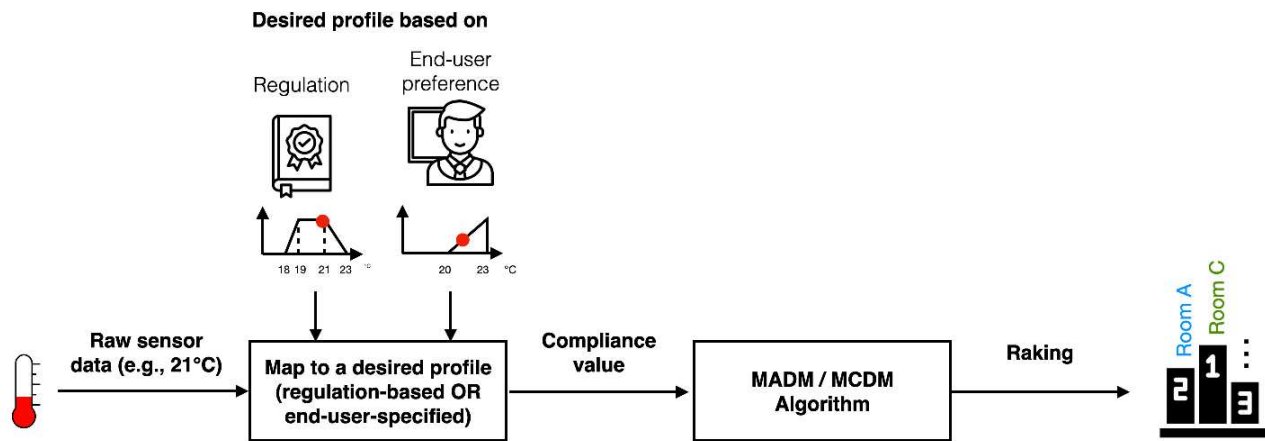 Desired profile based on
Regulation
End-user
preference
18 19 21 23 °C
20 23 °C
Raw sensor
data (e.g., 21°C)
Map to a desired profile
(regulation-based OR
end-user-specified)
Compliance
value
MADM / MCDM
Algorithm
Raking
Room A
Room C
2
1
3